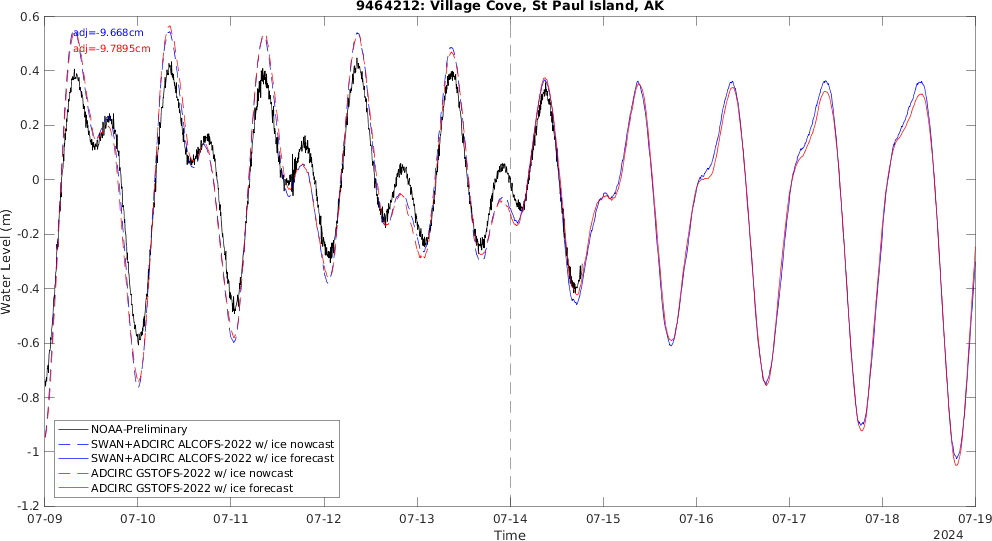 9464212: Village Cove, St Paul Island, AK
adj=-9.668cm
adj=-9.7895cm
0.6
0.4
0.2
0
-0.2
-0.4
-0.6
-0.8
-1
-1.2
Water Level (m)
NOAA-Preliminary
SWAN+ADCIRC ALCOFS-2022 w/ ice nowcast
SWAN+ADCIRC ALCOFS-2022 w/ ice forecast
ADCIRC GSTOFS-2022 w/ ice nowcast
ADCIRC GSTOFS-2022 w/ ice forecast
07-09 07-10 07-11 07-12 07-13 07-14 07-15 07-16 07-17 07-18 07-19
Time
2024